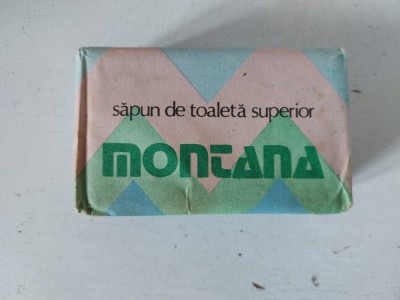 săpun de toaletă superior
montana